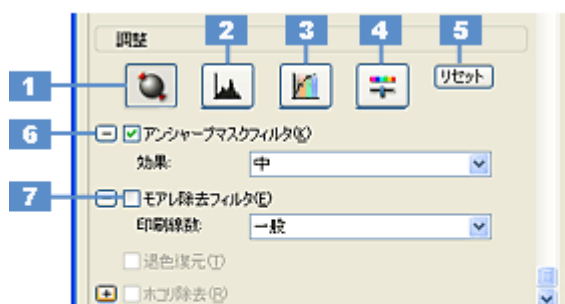 調整
2 3 4 5
1 リセット
6 アンシャープマスクフィルタ(K)
効果: 中
7 モアレ除去フィルタ(E)
印刷線数: 一般
退色復元(T)
ホコリ除去(R)